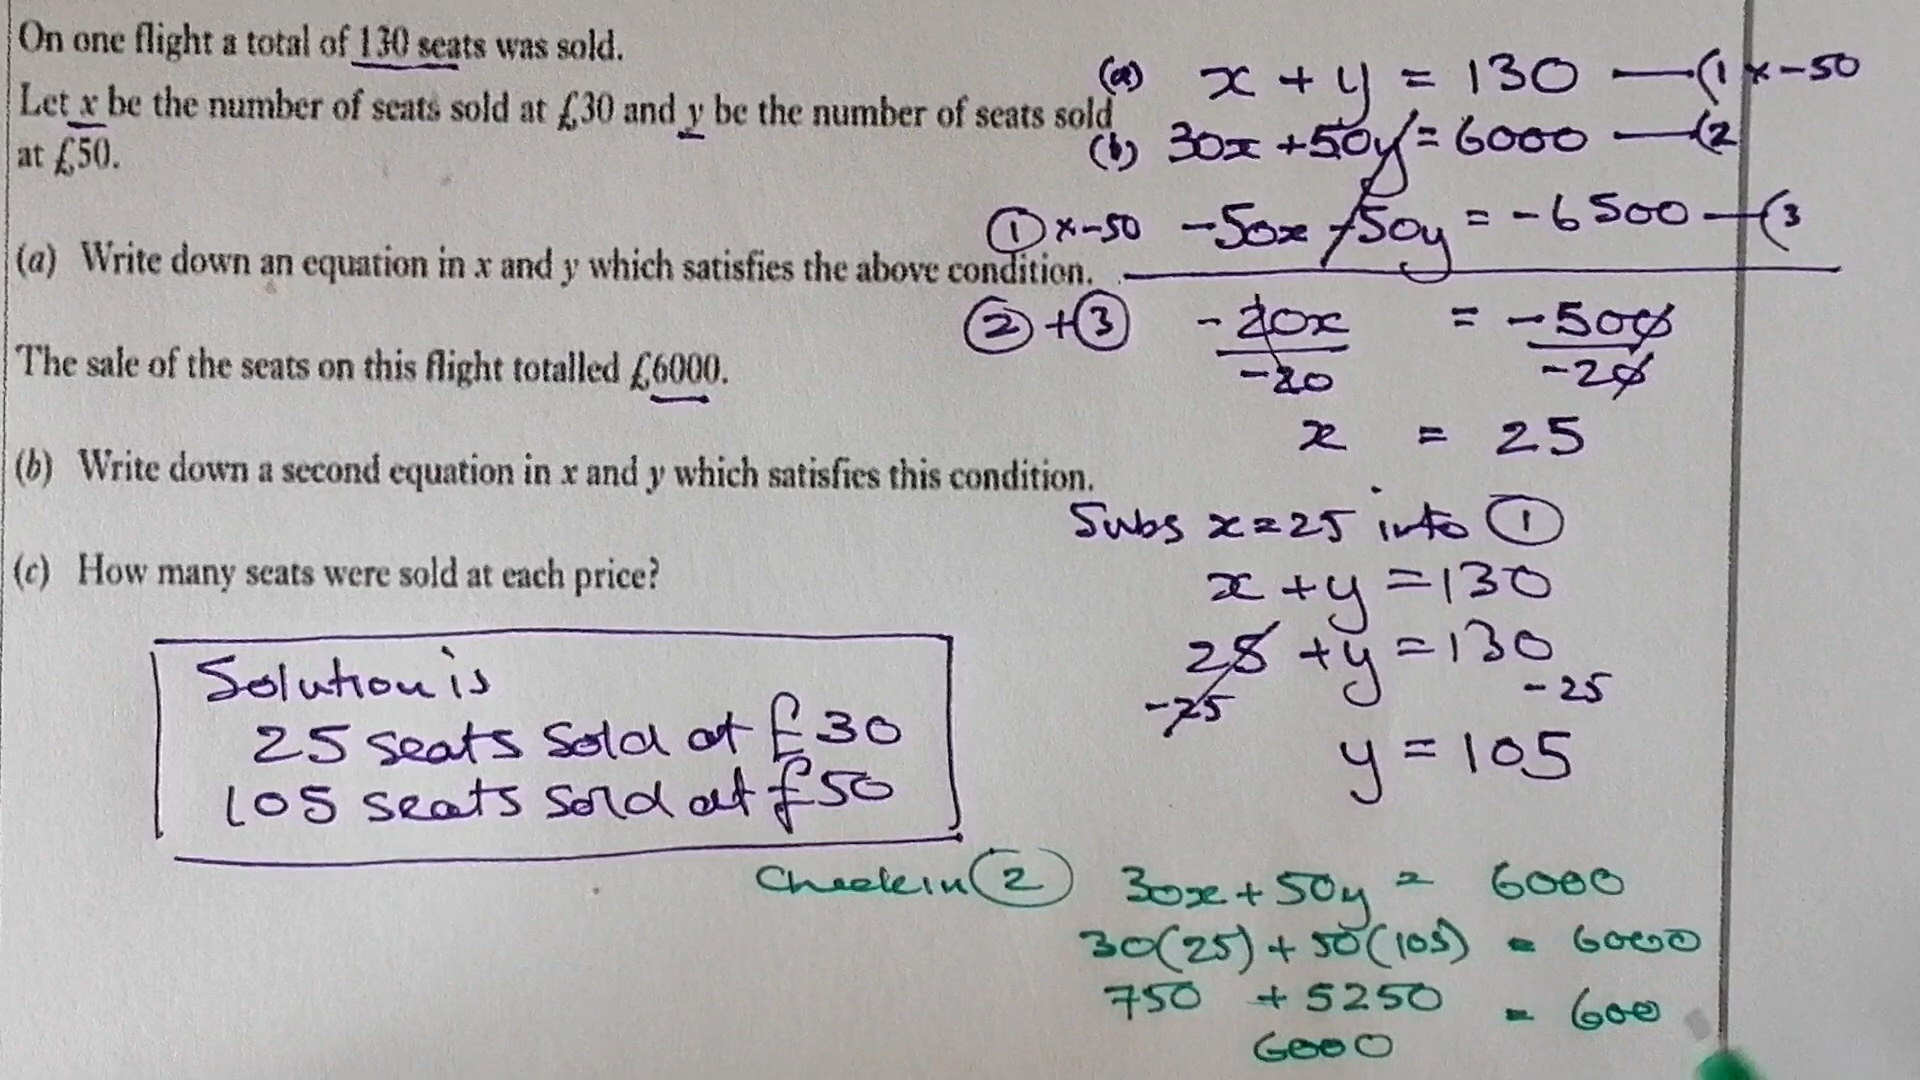 On one flight a total of 130 seats was sold.
Let x be the number of seats sold at £30 and y be the number of seats sold
at £50.
(a) Write down an equation in x and y which satisfies the above condition.
The sale of the seats on this flight totalled £6000.
(b) Write down a second equation in x and y which satisfies this condition.
(c) How many seats were sold at each price?
Solution is
25 seats sold at £30
105 seats sold at £50
(a) x + y = 130 —(1 x -50
(b) 30x + 50y = 6000 —(2
① x -50 -50x -50y = -6500 —(3
② + ③ -20x = -500
-20 -20
x = 25
Subs x = 25 into ①
x + y = 130
25 + y = 130
-25 -25
y = 105
Check in ② 30x + 50y = 6000
30(25) + 50(105) = 6000
750 + 5250 = 600
6000